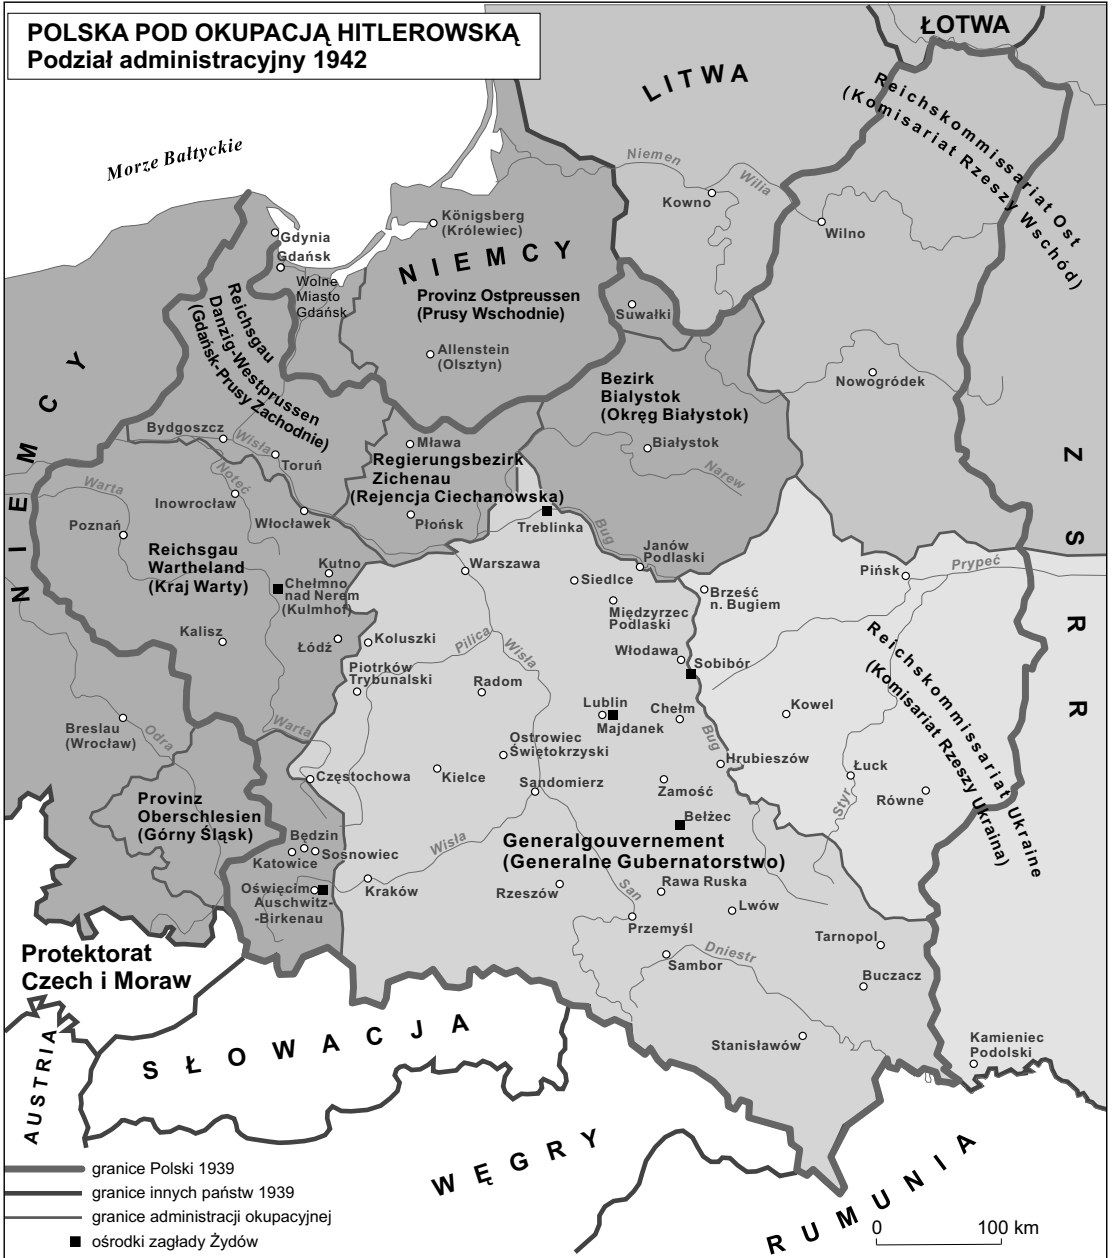 POLSKA POD OKUPACJĄ HITLEROWSKĄ
Podział administracyjny 1942
ŁOTWA
LITWA
Reichskommissariat Ost
(Komisariat Rzeszy Wschód)
Morze Bałtyckie
Niemen
Wilia
Kowno
Wilno
Königsberg
(Królewiec)
Gdynia
Gdańsk
Wolne
Miasto
Gdańsk
NIEMCY
Provinz Ostpreussen
(Prusy Wschodnie)
Suwałki
Reichsgau
Danzig-Westprussen
(Gdańsk-Prusy Zachodnie)
Allenstein
(Olsztyn)
Nowogródek
Bezirk
Bialystok
(Okręg Białystok)
NIEMCY
Bydgoszcz
Wisła
Toruń
Mława
Białystok
Narew
Regierungsbezirk
Zichenau
(Rejencja Ciechanowska)
ZSRR
Warta
Noteć
Inowrocław
Włocławek
Płońsk
Treblinka
Bug
Poznań
Reichsgau
Wartheland
(Kraj Warty)
Kutno
Chełmno
nad Nerem
(Kulmhof)
Warszawa
Siedlce
Janów
Podlaski
Brześć
n. Bugiem
Pińsk
Prypeć
Międzyrzec
Podlaski
Kalisz
Łódź
Koluszki
Pilica
Wisła
Włodawa
Sobibór
Reichskommissariat Ukraine
(Komisariat Rzeszy Ukraina)
Piotrków
Trybunalski
Radom
Lublin
Majdanek
Chełm
Kowel
Breslau
(Wrocław)
Odra
Warta
Ostrowiec
Świętokrzyski
Bug
Hrubieszów
Łuck
Częstochowa
Kielce
Sandomierz
Zamość
Styr
Równe
Provinz
Oberschlesien
(Górny Śląsk)
Bełżec
Będzin
Katowice
Sosnowiec
Wisła
Generalgouvernement
(Generalne Gubernatorstwo)
Oświęcim
Auschwitz-
-Birkenau
Kraków
Rzeszów
San
Rawa Ruska
Lwów
Przemyśl
Tarnopol
Protektorat
Czech i Moraw
Sambor
Dniestr
Buczacz
AUSTRIA
SŁOWACJA
Stanisławów
Kamieniec
Podolski
WĘGRY
RUMUNIA
granice Polski 1939
granice innych państw 1939
granice administracji okupacyjnej
ośrodki zagłady Żydów
0 100 km